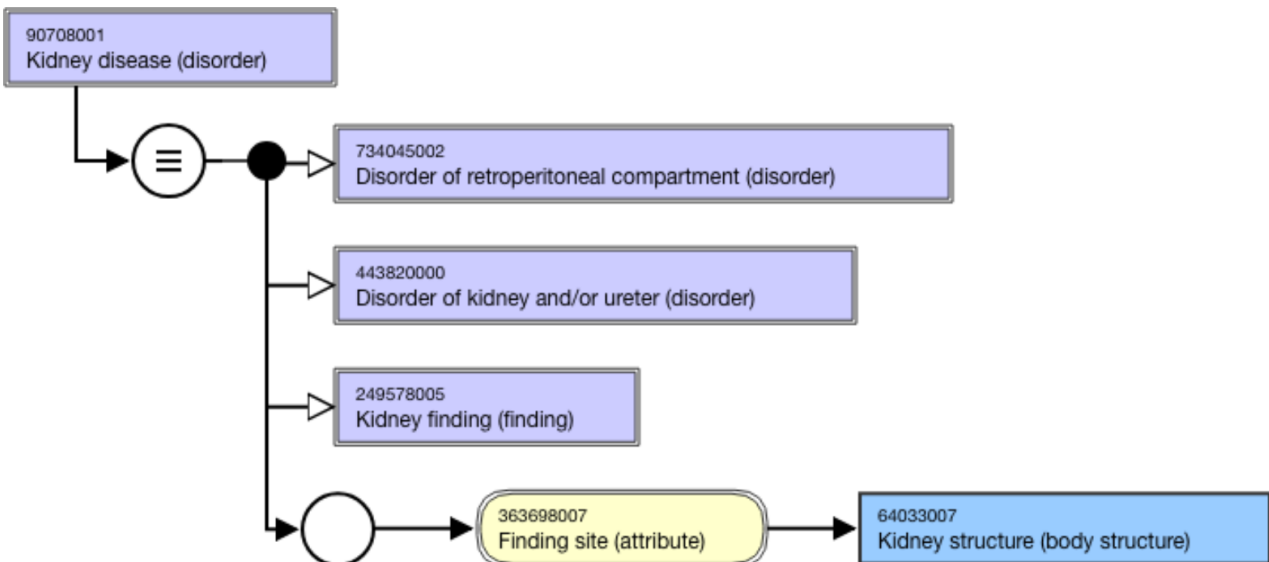 90708001
Kidney disease (disorder)
734045002
Disorder of retroperitoneal compartment (disorder)
443820000
Disorder of kidney and/or ureter (disorder)
249578005
Kidney finding (finding)
363698007
Finding site (attribute)
64033007
Kidney structure (body structure)